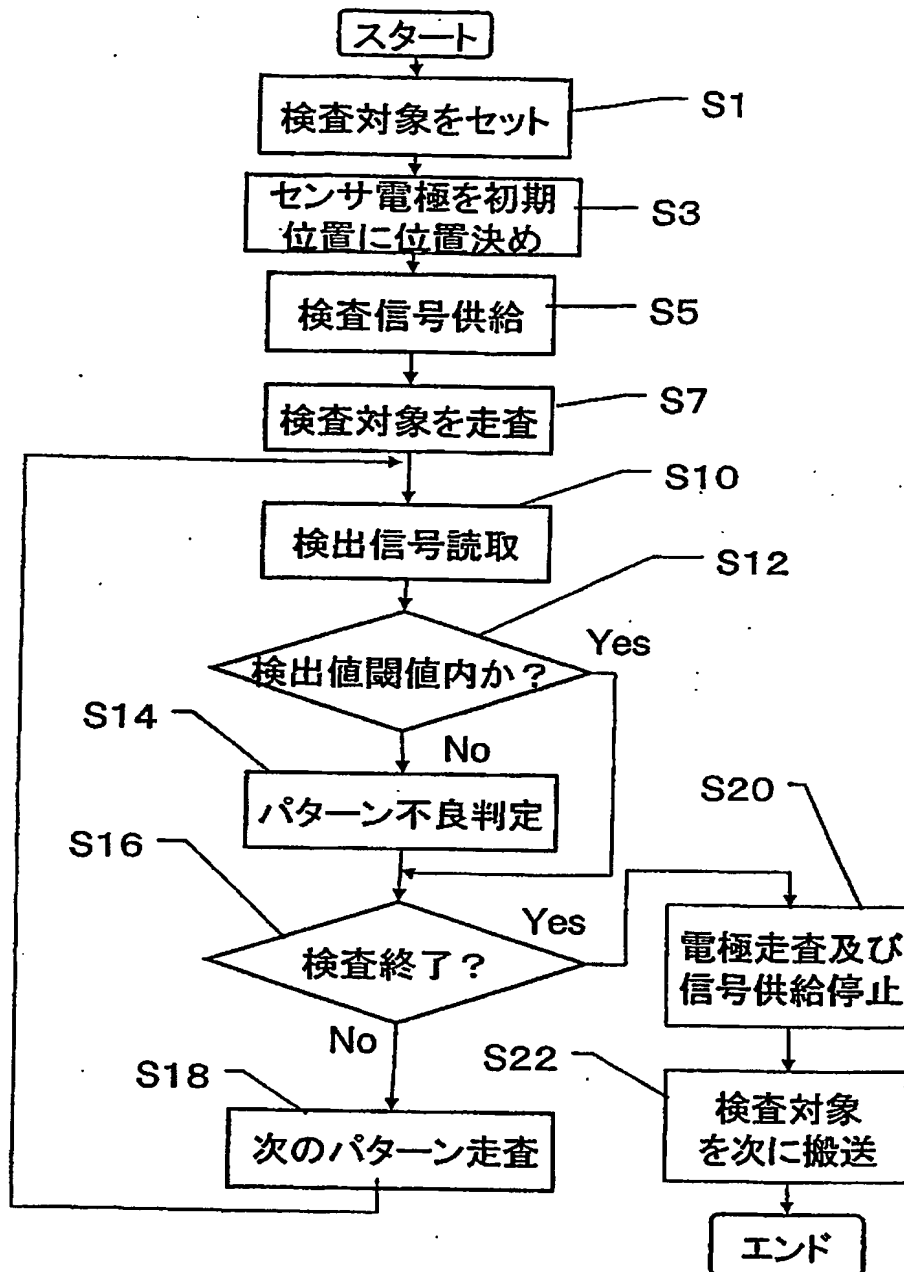 スタート
検査対象をセット
S1
センサ電極を初期
位置に位置決め
S3
検査信号供給
S5
検査対象を走査
S7
検出信号読取
S10
検出値閾値内か?
S12
Yes
No
パターン不良判定
S14
検査終了?
S16
Yes
No
次のパターン走査
S18
電極走査及び
信号供給停止
S20
検査対象
を次に搬送
S22
エンド